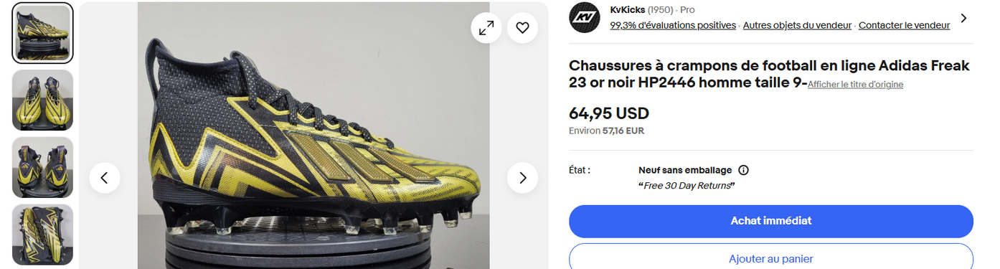 KV
KvKicks (1950) · Pro
99,3% d'évaluations positives · Autres objets du vendeur · Contacter le vendeur
Chaussures à crampons de football en ligne Adidas Freak
23 or noir HP2446 homme taille 9-Afficher le titre d'origine
64,95 USD
Environ 57,16 EUR
État : Neuf sans emballage
“Free 30 Day Returns”
Achat immédiat
Ajouter au panier